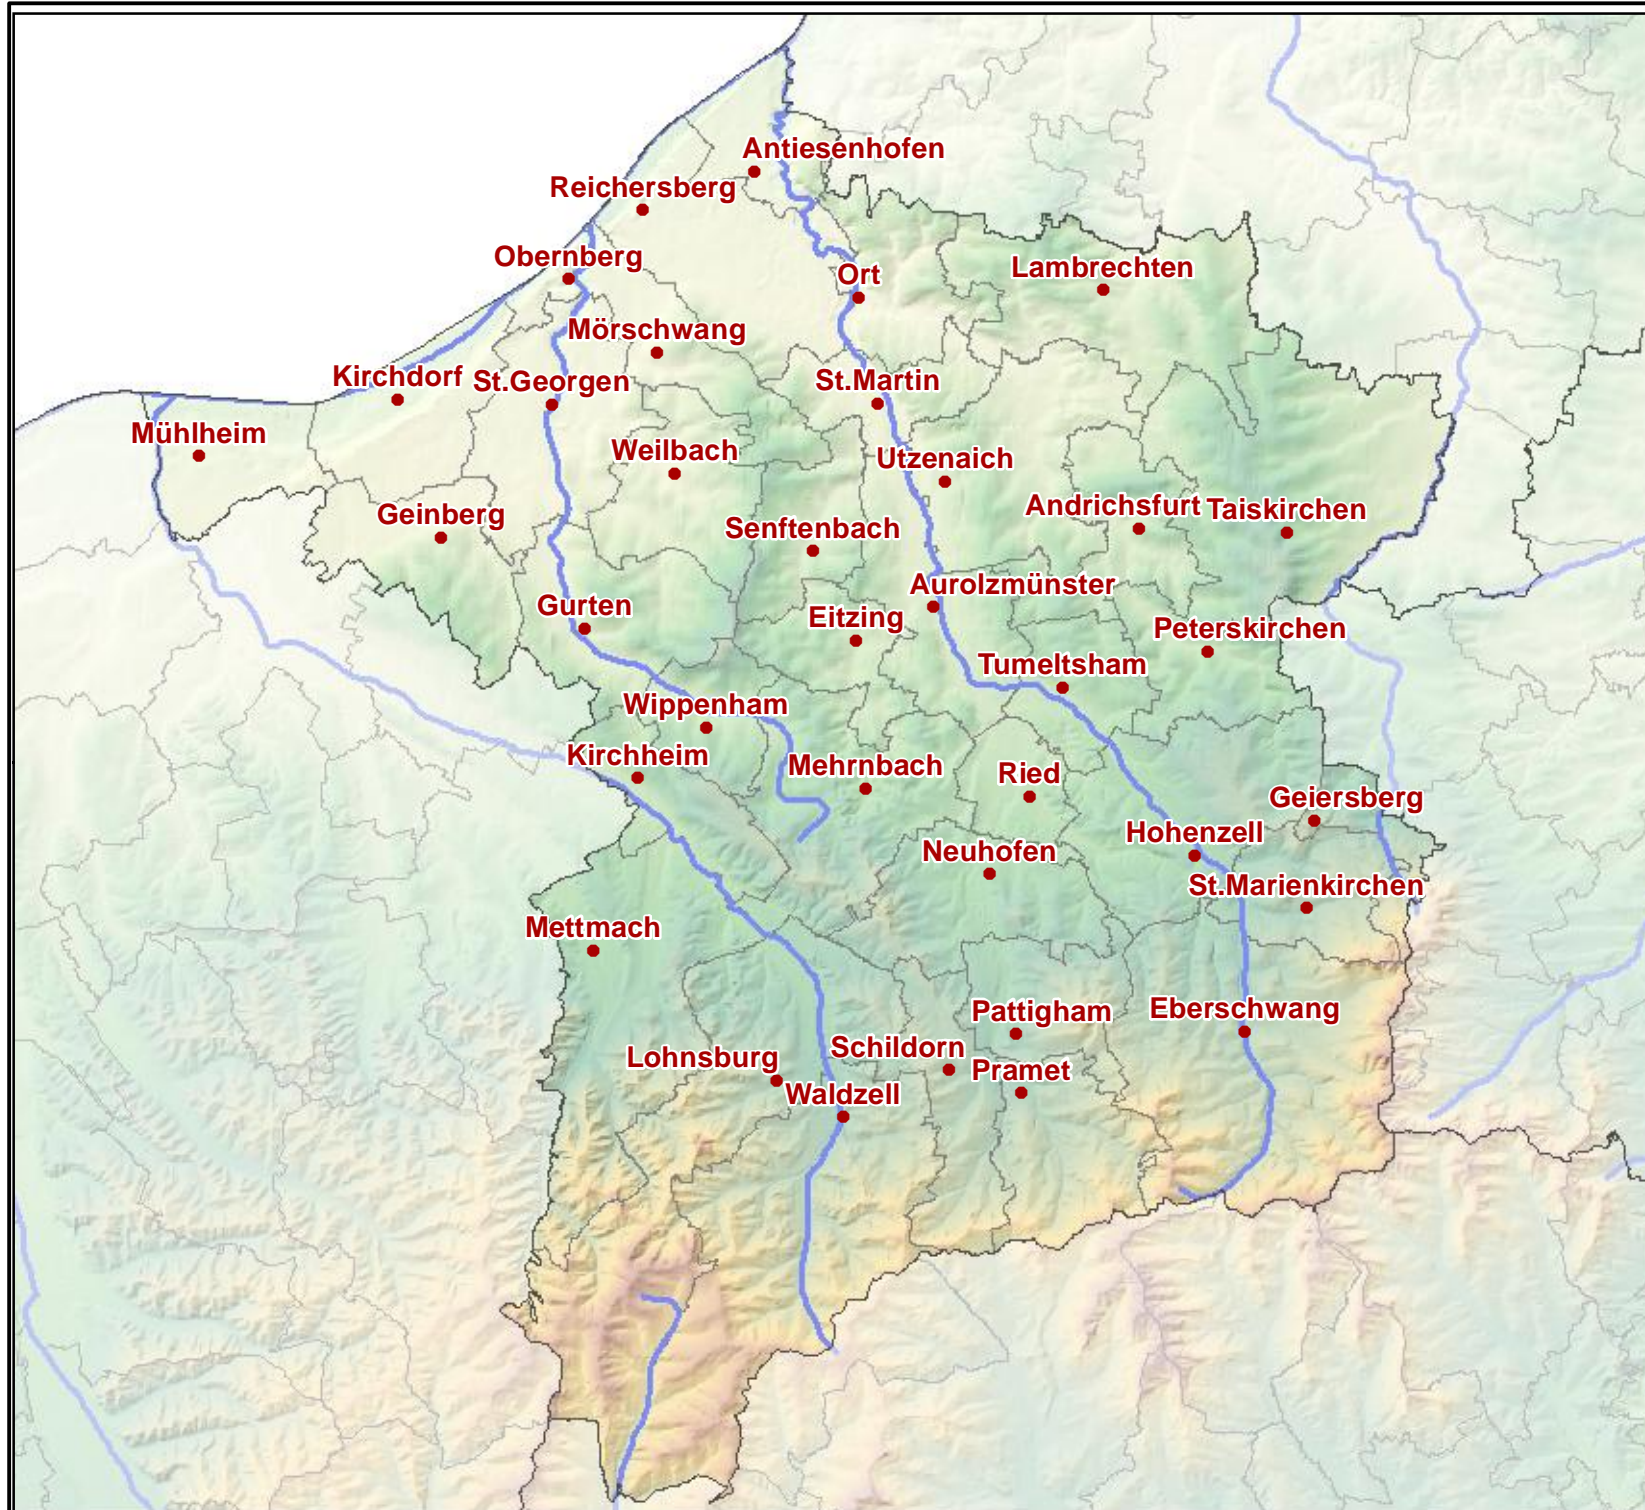 Antiesenhofen
Reichersberg
Obernberg
Ort
Lambrechten
Mörschwang
Kirchdorf
St.Georgen
St.Martin
Mühlheim
Weilbach
Utzenaich
Geinberg
Senftenbach
Andrichsfurt
Taiskirchen
Aurolzmünster
Gurten
Eitzing
Peterskirchen
Tumeltsham
Wippenham
Kirchheim
Mehrnbach
Ried
Geiersberg
Hohenzell
Neuhofen
St.Marienkirchen
Mettmach
Pattigham
Eberschwang
Lohnsburg
Schildorn
Pramet
Waldzell